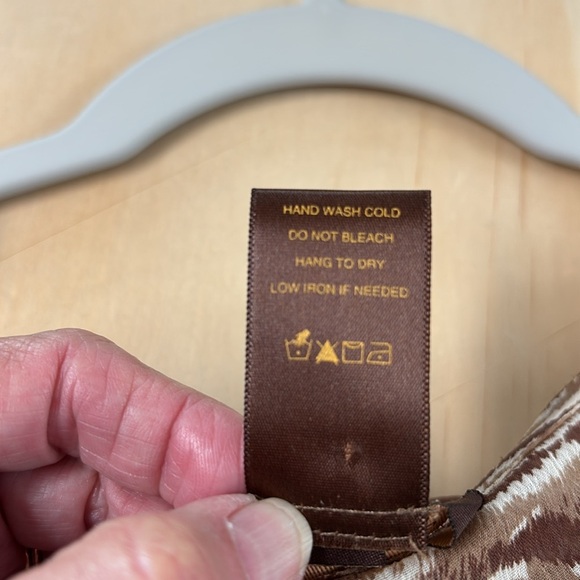 HAND WASH COLD
DO NOT BLEACH
HANG TO DRY
LOW IRON IF NEEDED